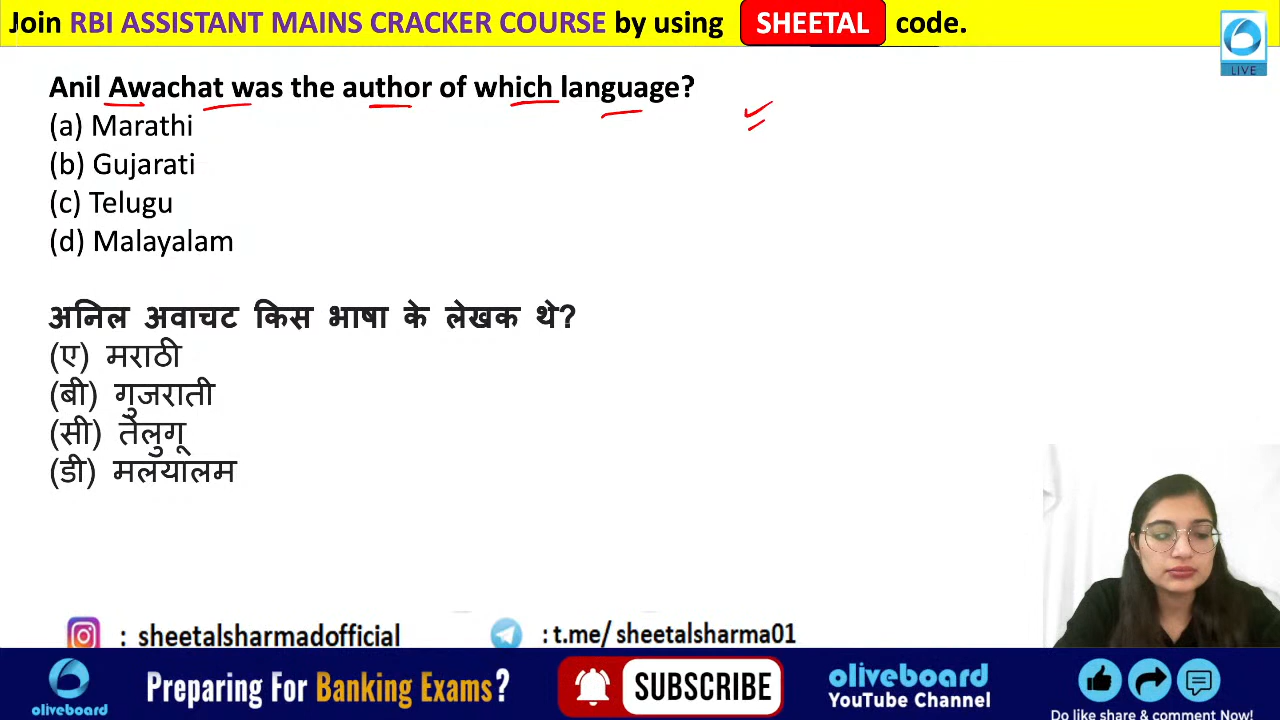 Join RBI ASSISTANT MAINS CRACKER COURSE by using SHEETAL code.
LIVE
Anil Awachat was the author of which language?
(a) Marathi
(b) Gujarati
(c) Telugu
(d) Malayalam
अनिल अवाचट किस भाषा के लेखक थे?
(ए) मराठी
(बी) गुजराती
(सी) तेलुगू
(डी) मलयालम
: sheetalsharmadofficial : t.me/ sheetalsharma01
oliveboard
Preparing For Banking Exams?
SUBSCRIBE
oliveboard
YouTube Channel
Do like share & comment Now!